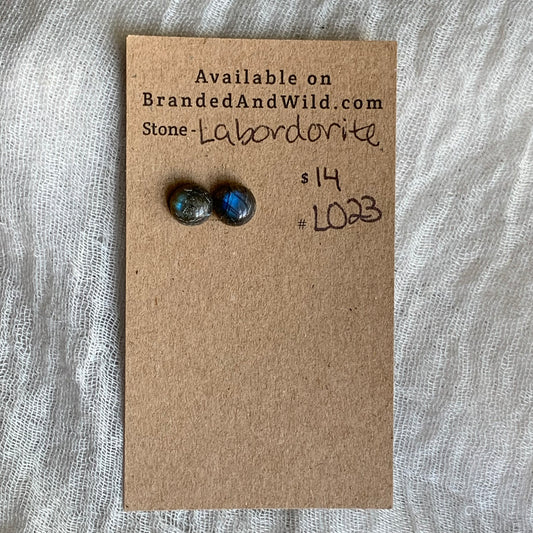 Available on
BrandedAndWild.com
Stone - Labordorite
$ 14
# L023